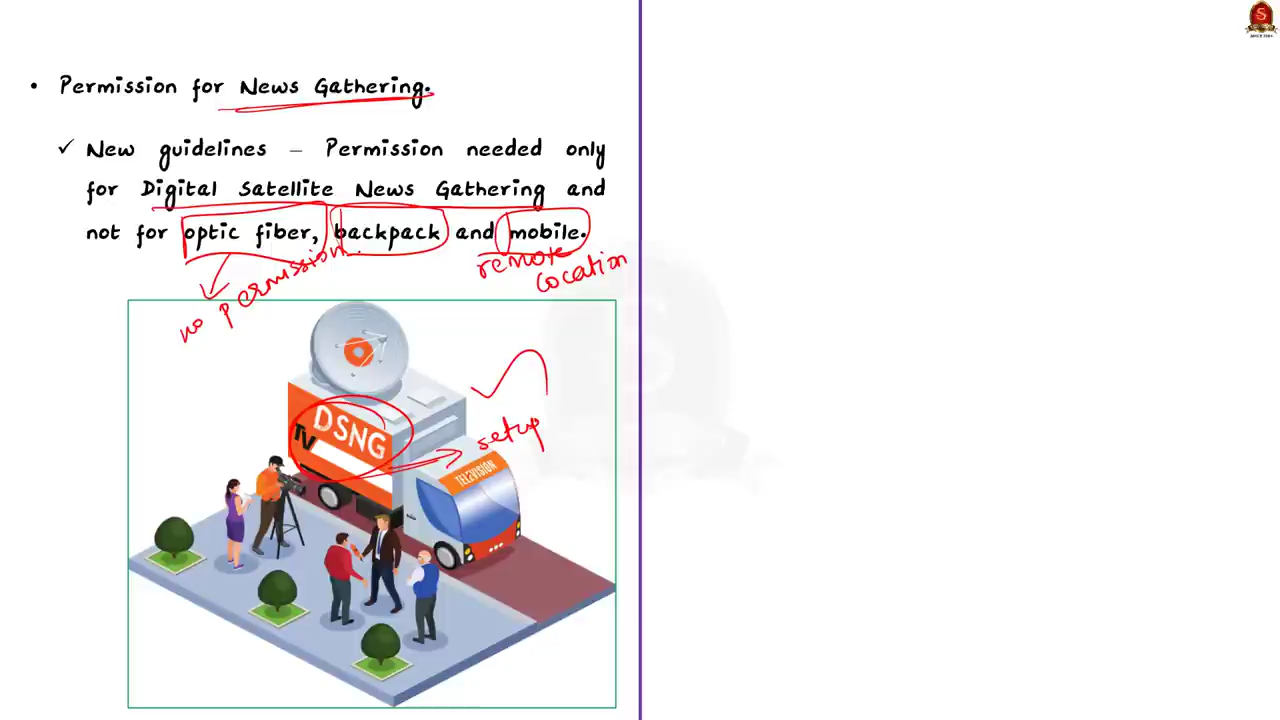 • Permission for News Gathering.
✓ New guidelines – Permission needed only
for Digital Satellite News Gathering and
not for optic fiber, backpack and mobile.
no permission
remote
location
DSNG
TV
setup
TELEVISION
S